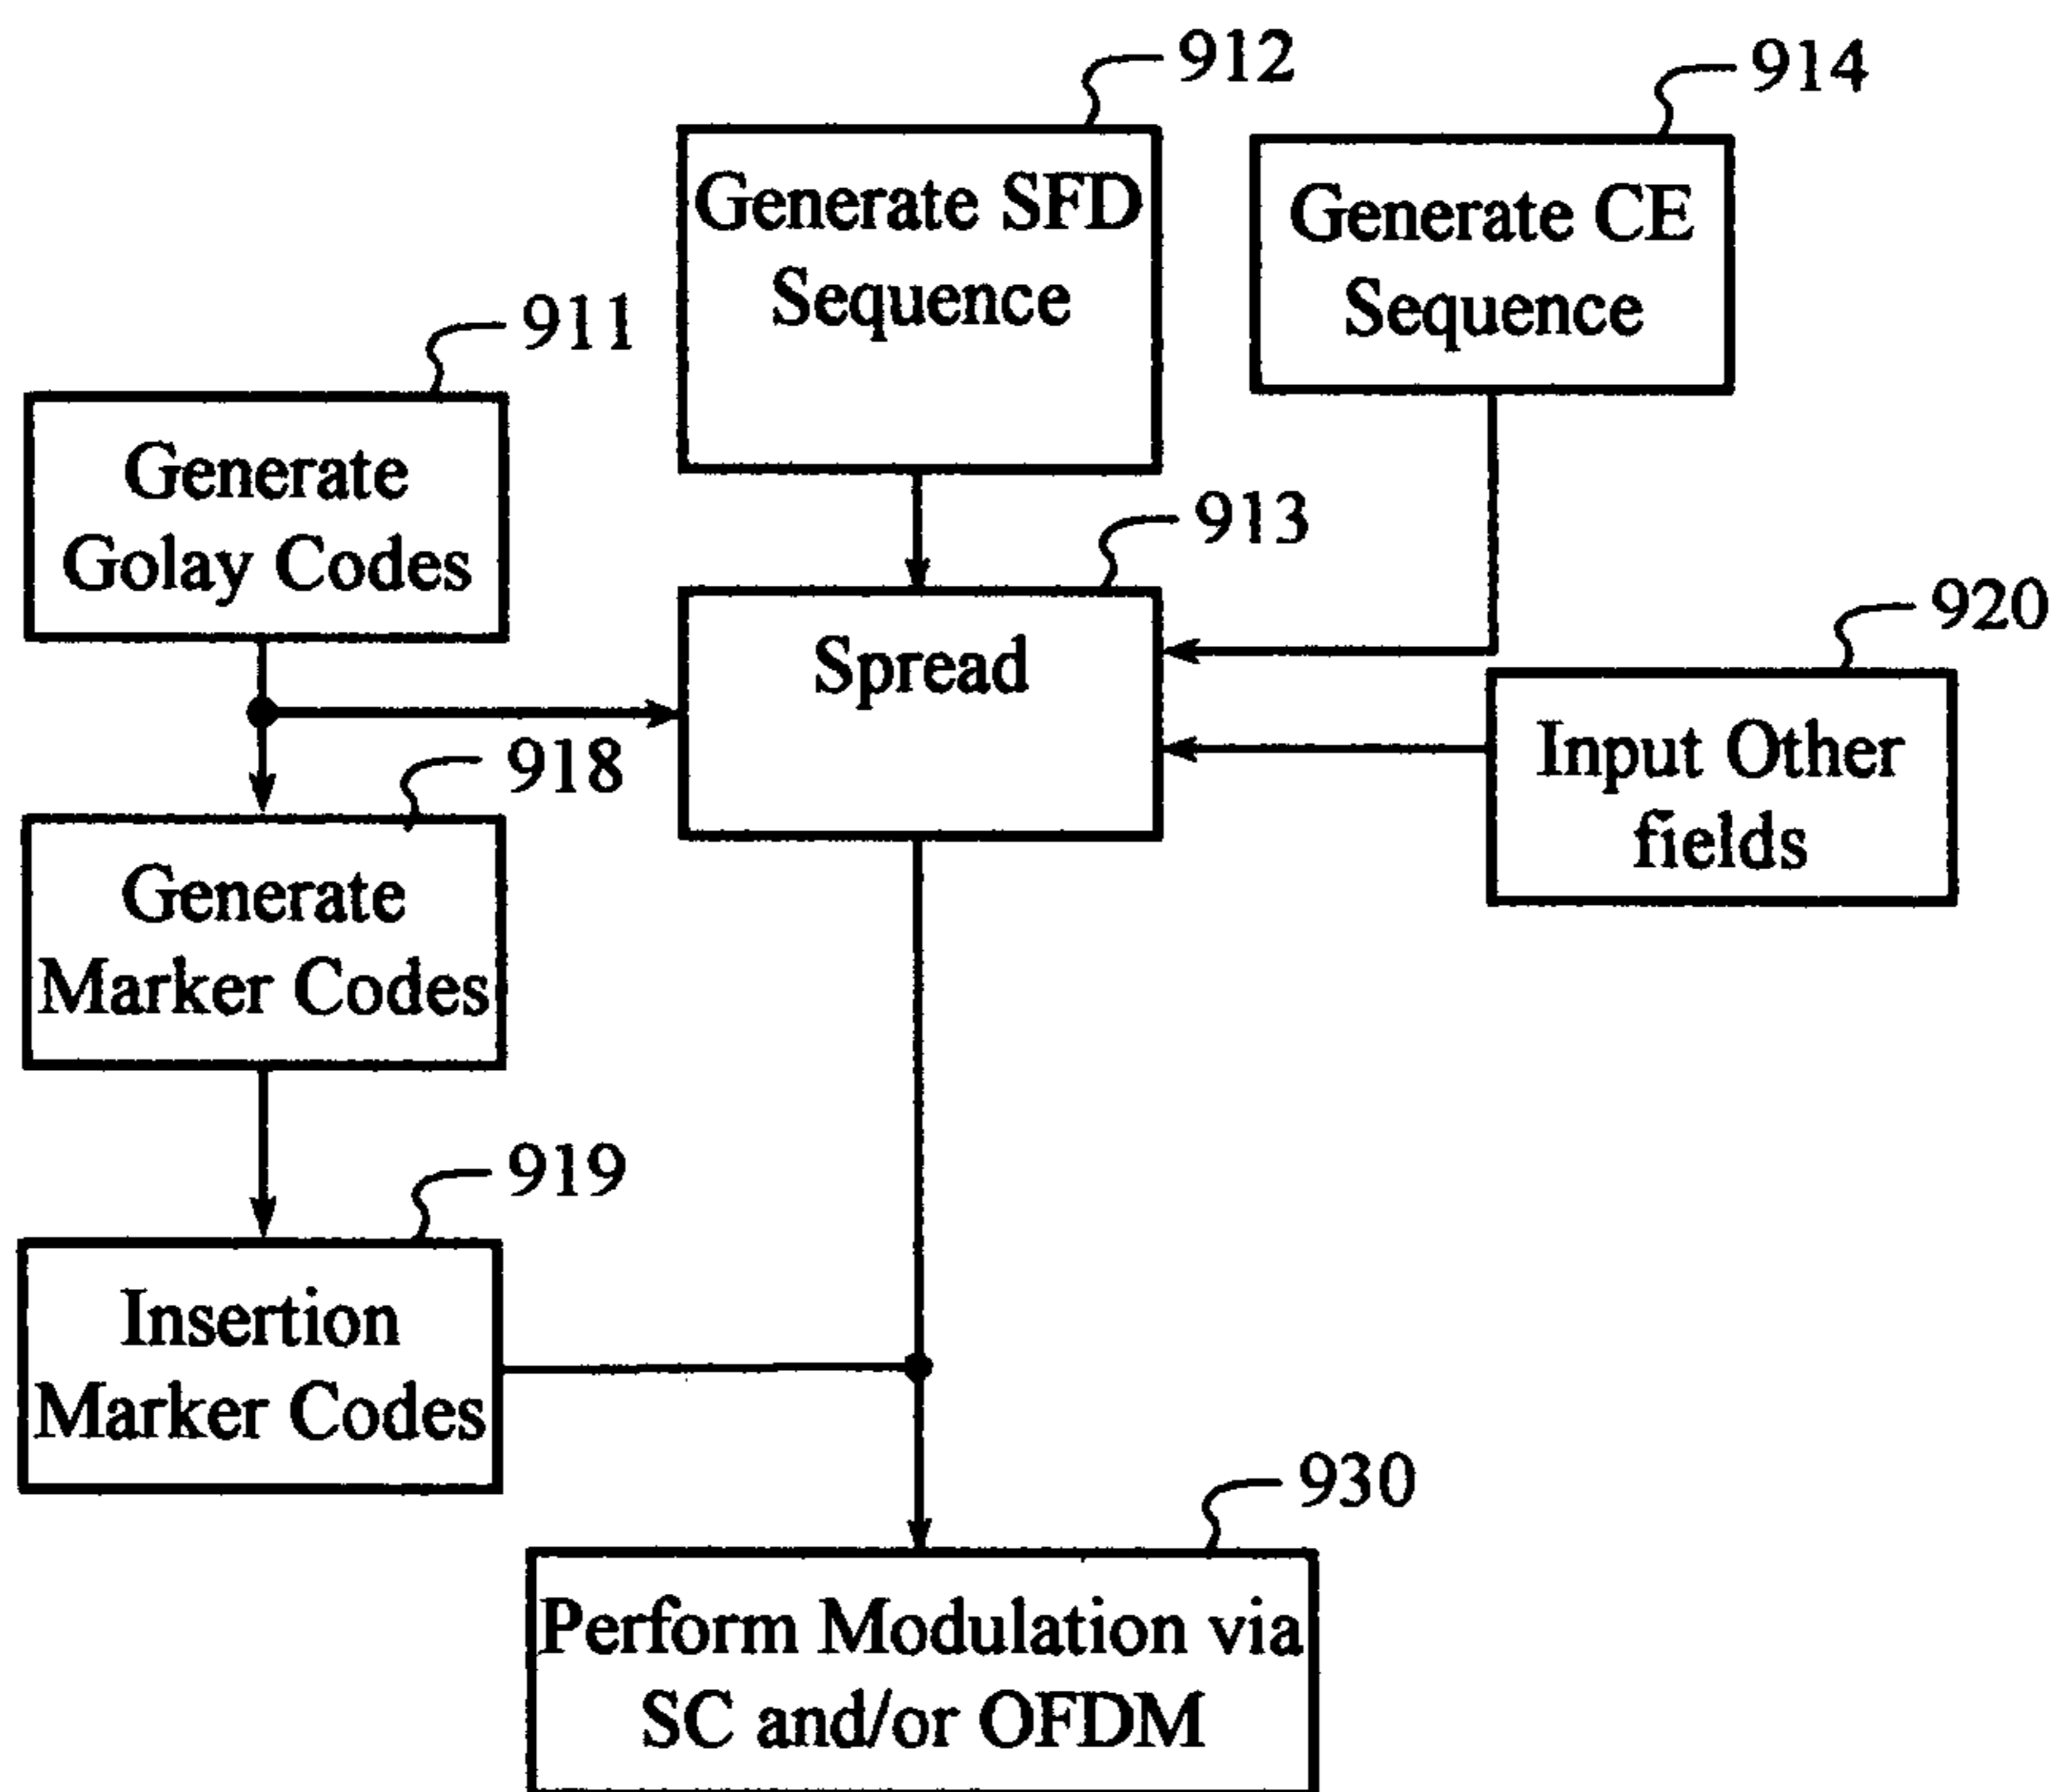 912
914
Generate SFD
Sequence
Generate CE
Sequence
911
Generate
Golay Codes
913
Spread
920
Input Other
fields
918
Generate
Marker Codes
919
Insertion
Marker Codes
930
Perform Modulation via
SC and/or OFDM